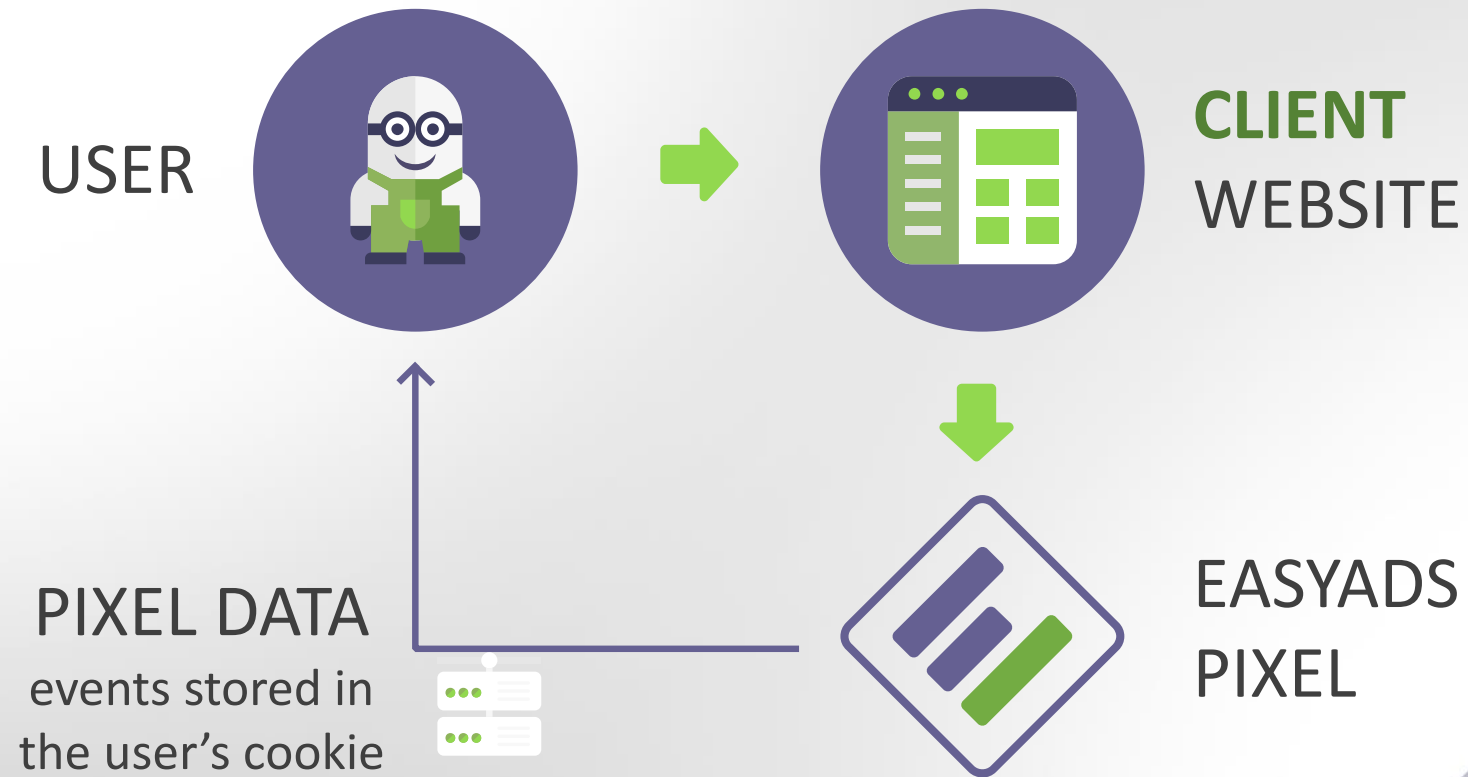 USER
CLIENT
WEBSITE
EASYADS
PIXEL
PIXEL DATA
events stored in
the user’s cookie